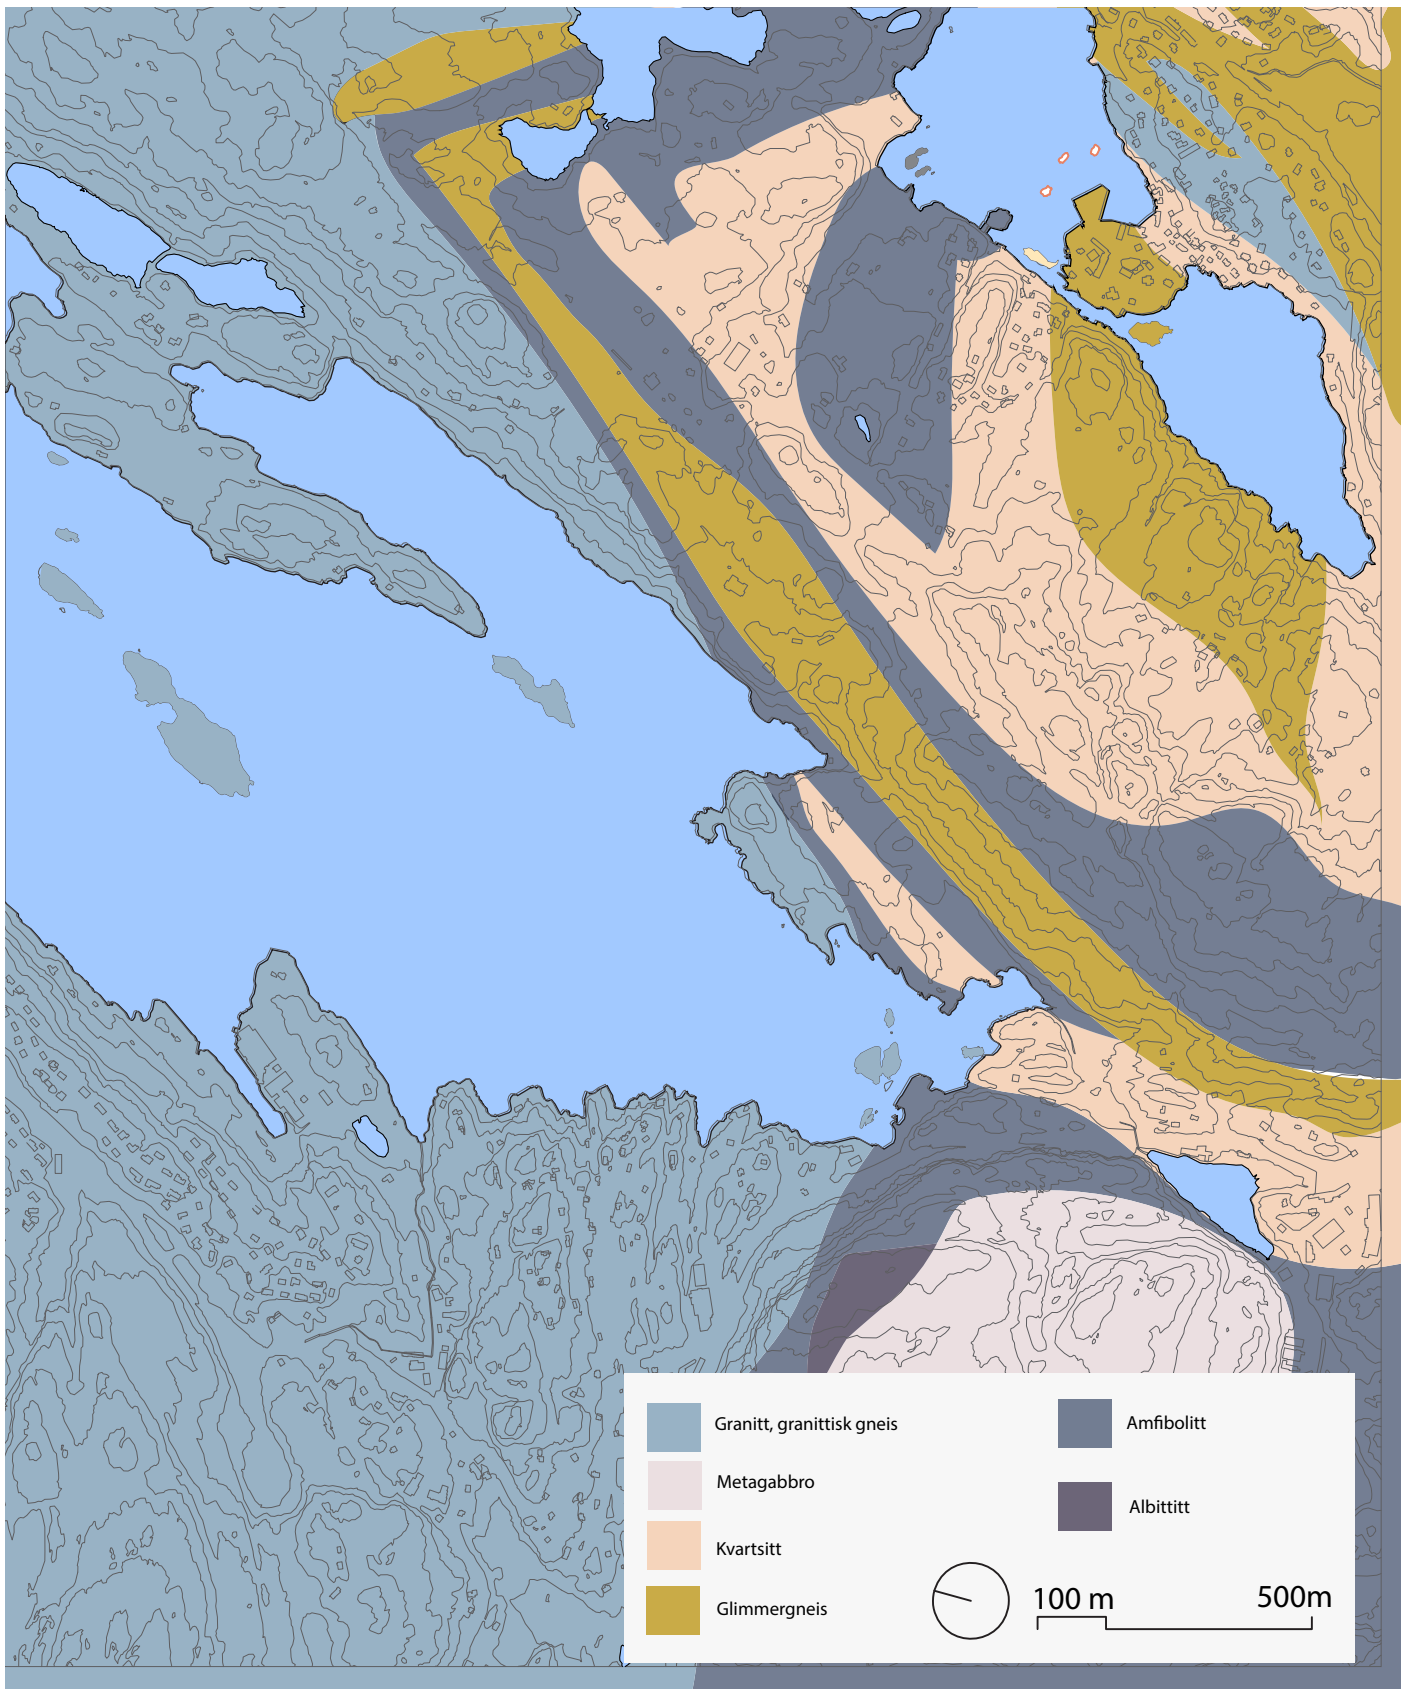 Granitt, granittisk gneis
Metagabbro
Kvartsitt
Glimmergneis
Amfibolitt
Albittitt
100 m 500m